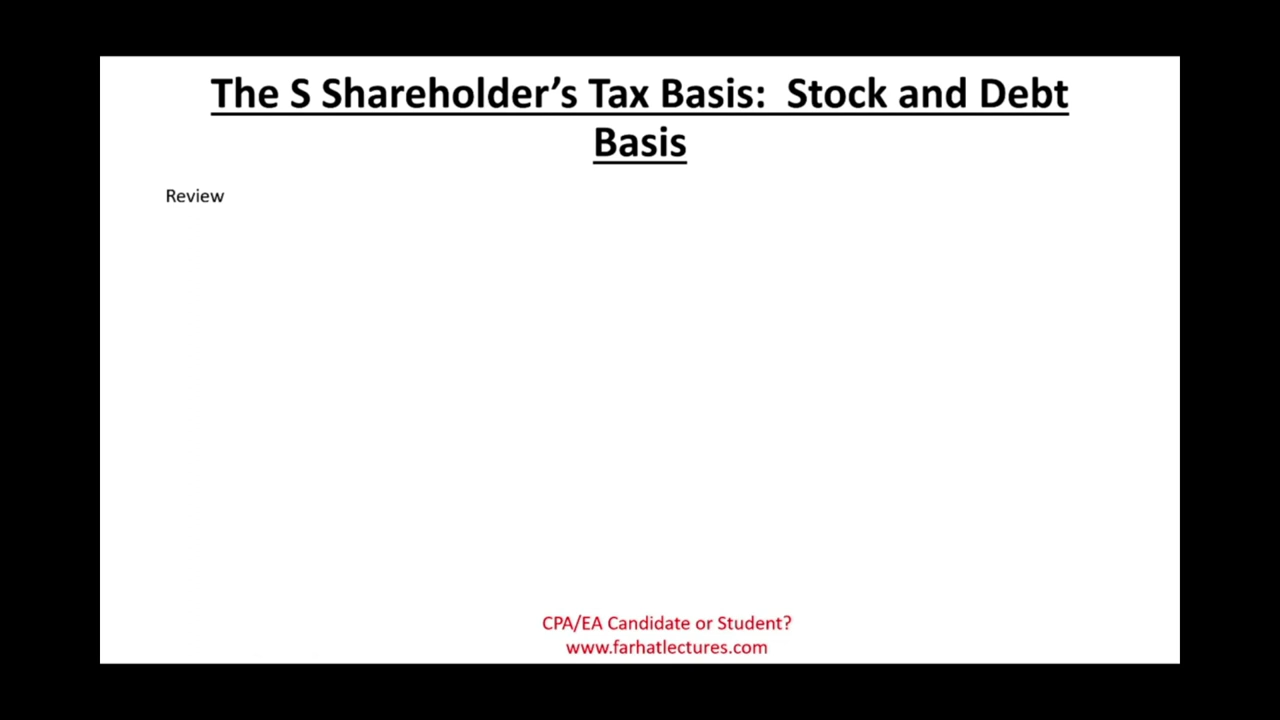 The S Shareholder’s Tax Basis: Stock and Debt
Basis
Review
CPA/EA Candidate or Student?
www.farhatlectures.com